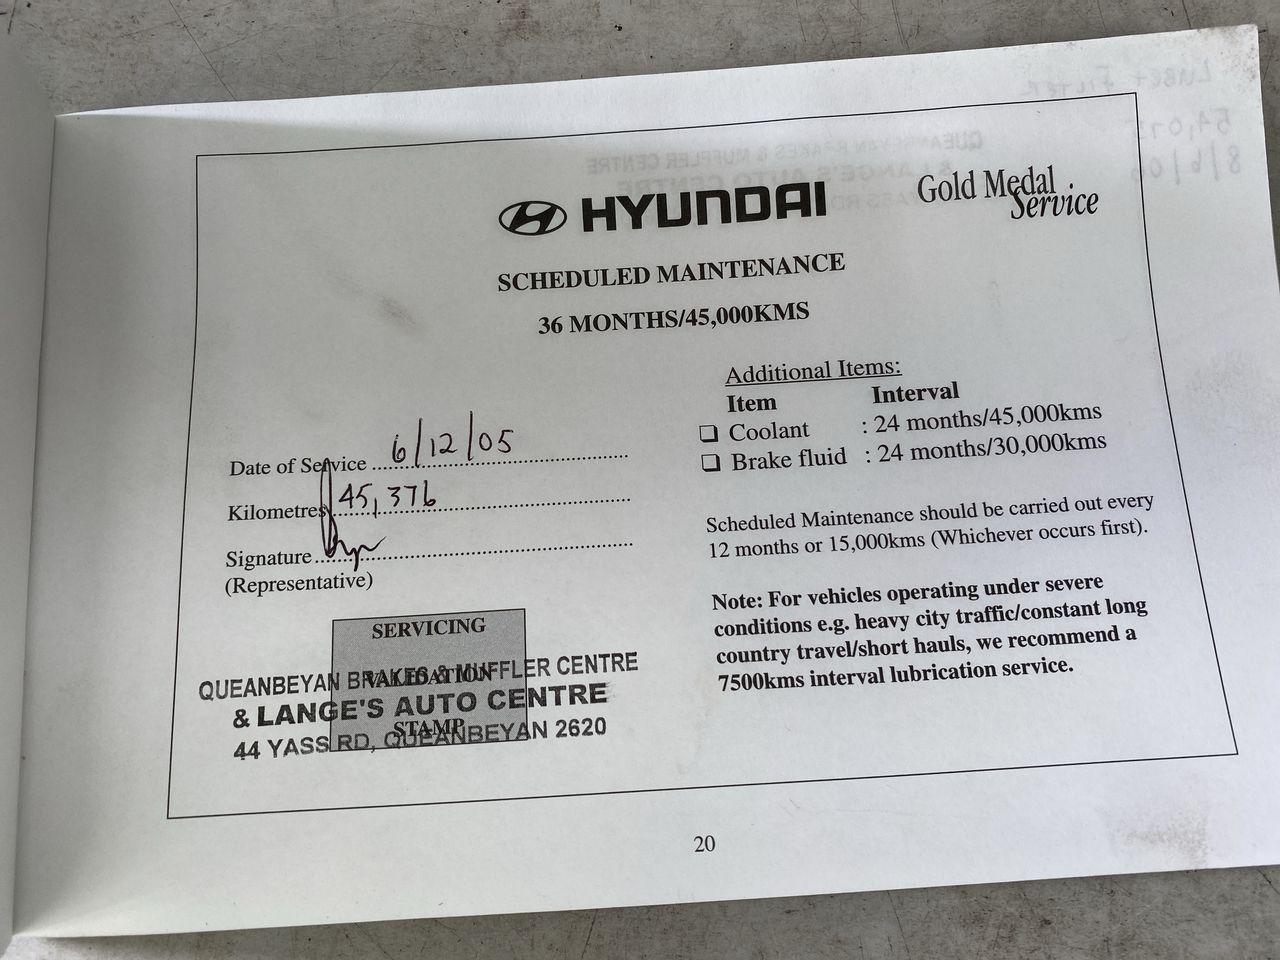 HYUNDAI
Gold Medal
Service
SCHEDULED MAINTENANCE
36 MONTHS/45,000KMS
Additional Items:
Item Interval
❑ Coolant : 24 months/45,000kms
❑ Brake fluid : 24 months/30,000kms
Date of Service 6/12/05
Kilometres 45,376
Signature
(Representative)
Scheduled Maintenance should be carried out every
12 months or 15,000kms (Whichever occurs first).
Note: For vehicles operating under severe
conditions e.g. heavy city traffic/constant long
country travel/short hauls, we recommend a
7500kms interval lubrication service.
SERVICING
VALIDATION
STAMP
QUEANBEYAN BRAKES & MUFFLER CENTRE
& LANGE'S AUTO CENTRE
44 YASS RD, QUEANBEYAN 2620
20